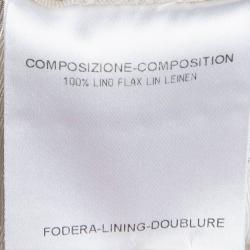 COMPOSIZIONE-COMPOSITION
100% LINO FLAX LIN LEINEN
FODERA-LINING-DOUBLURE